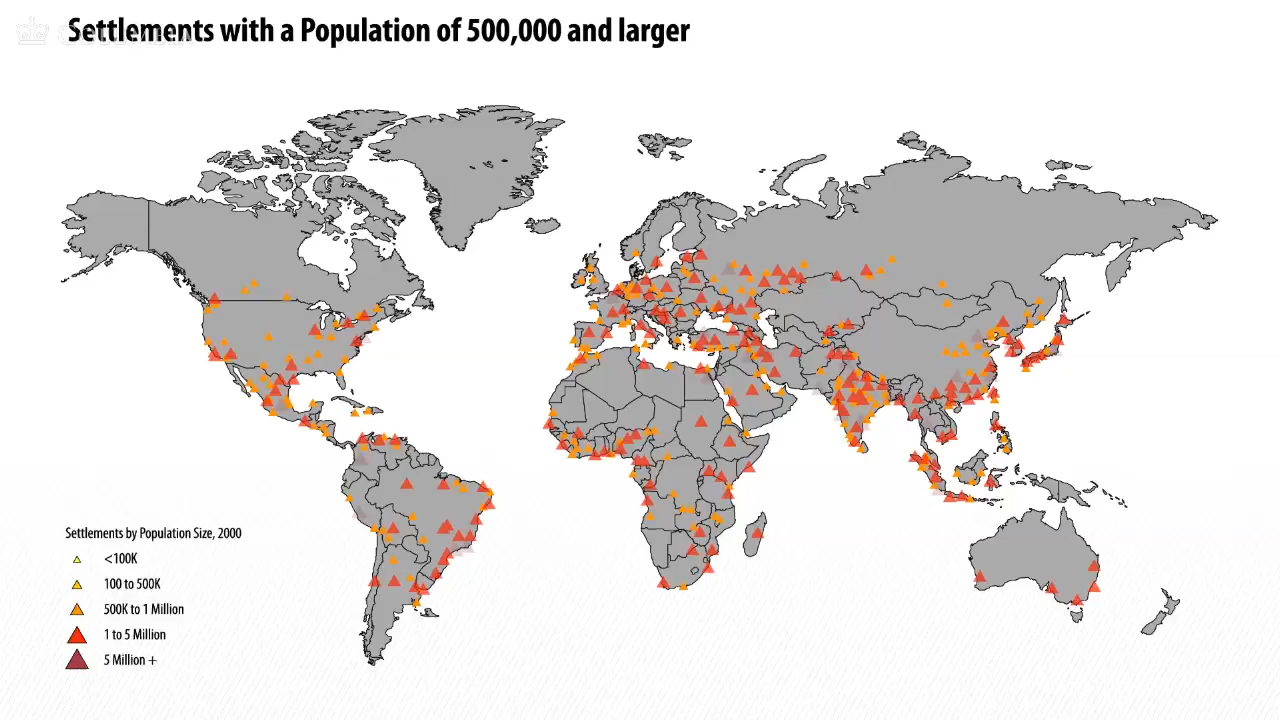 Settlements with a Population of 500,000 and larger
COLUMBIA
Settlements by Population Size, 2000
<100K
100 to 500K
500K to 1 Million
1 to 5 Million
5 Million +